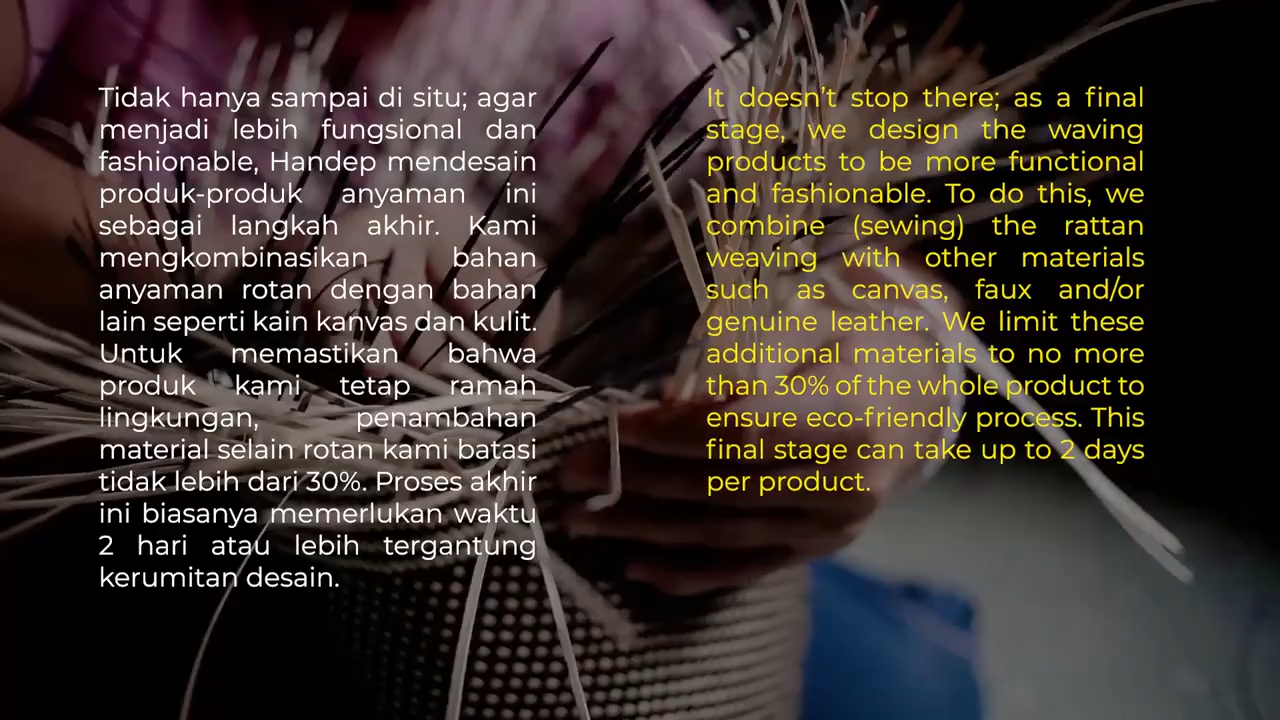 Tidak hanya sampai di situ; agar
menjadi lebih fungsional dan
fashionable, Handep mendesain
produk-produk anyaman ini
sebagai langkah akhir. Kami
mengkombinasikan bahan
anyaman rotan dengan bahan
lain seperti kain kanvas dan kulit.
Untuk memastikan bahwa
produk kami tetap ramah
lingkungan, penambahan
material selain rotan kami batasi
tidak lebih dari 30%. Proses akhir
ini biasanya memerlukan waktu
2 hari atau lebih tergantung
kerumitan desain.
It doesn't stop there; as a final
stage, we design the waving
products to be more functional
and fashionable. To do this, we
combine (sewing) the rattan
weaving with other materials
such as canvas, faux and/or
genuine leather. We limit these
additional materials to no more
than 30% of the whole product to
ensure eco-friendly process. This
final stage can take up to 2 days
per product.